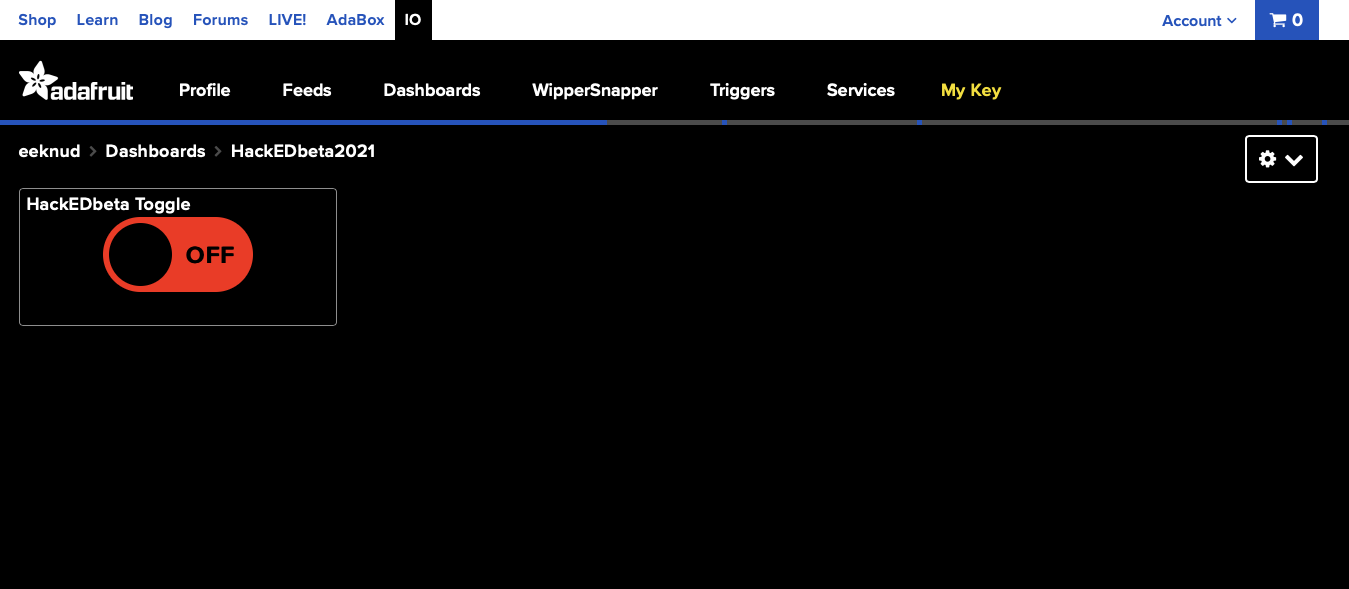 Shop Learn Blog Forums LIVE! AdaBox IO Account 0
adafruit Profile Feeds Dashboards WipperSnapper Triggers Services My Key
eeknud > Dashboards > HackEDbeta2021
HackEDbeta Toggle
OFF